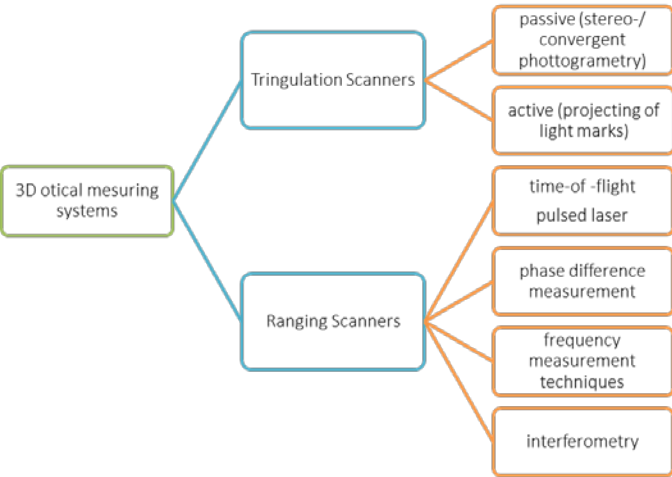 3D otical mesuring
systems
Tringulation Scanners
passive (stereo-/
convergent
phottogrametry)
active (projecting of
light marks)
Ranging Scanners
time-of -flight
pulsed laser
phase difference
measurement
frequency
measurement
techniques
interferometry